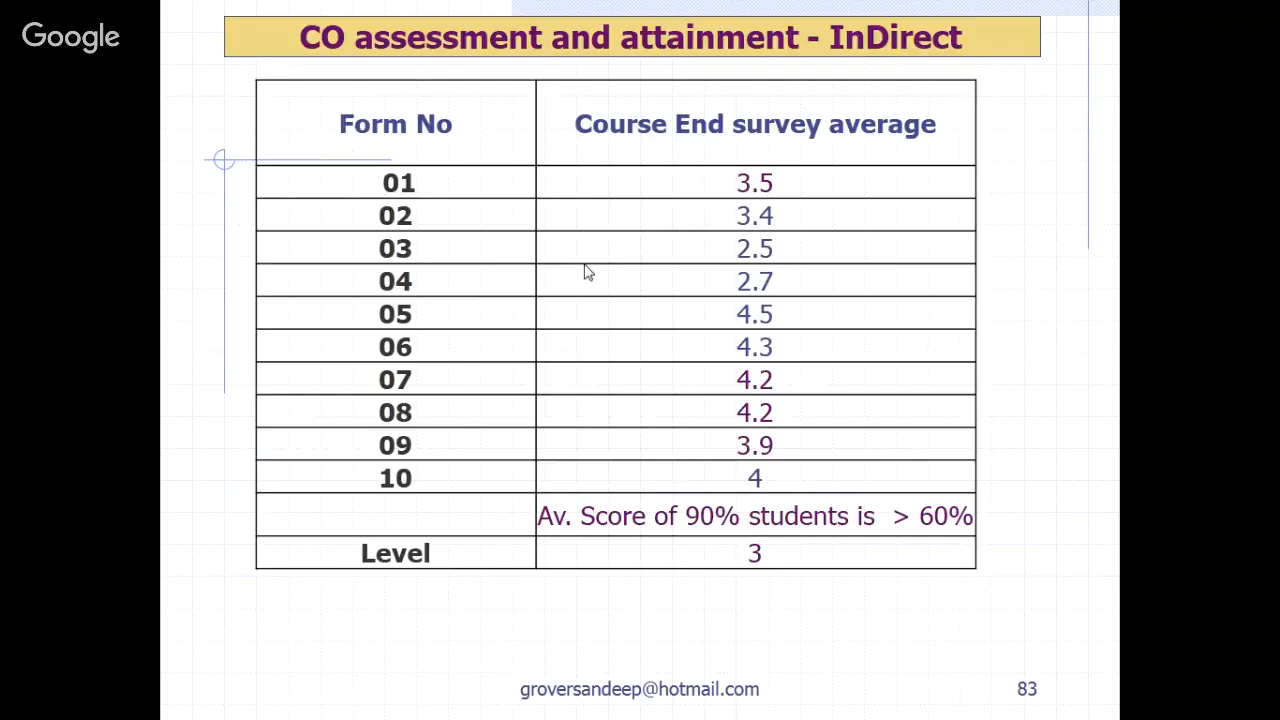 Google
CO assessment and attainment - InDirect
Form No Course End survey average
01 3.5
02 3.4
03 2.5
04 2.7
05 4.5
06 4.3
07 4.2
08 4.2
09 3.9
10 4
Av. Score of 90% students is > 60%
Level 3
groversandeep@hotmail.com 83